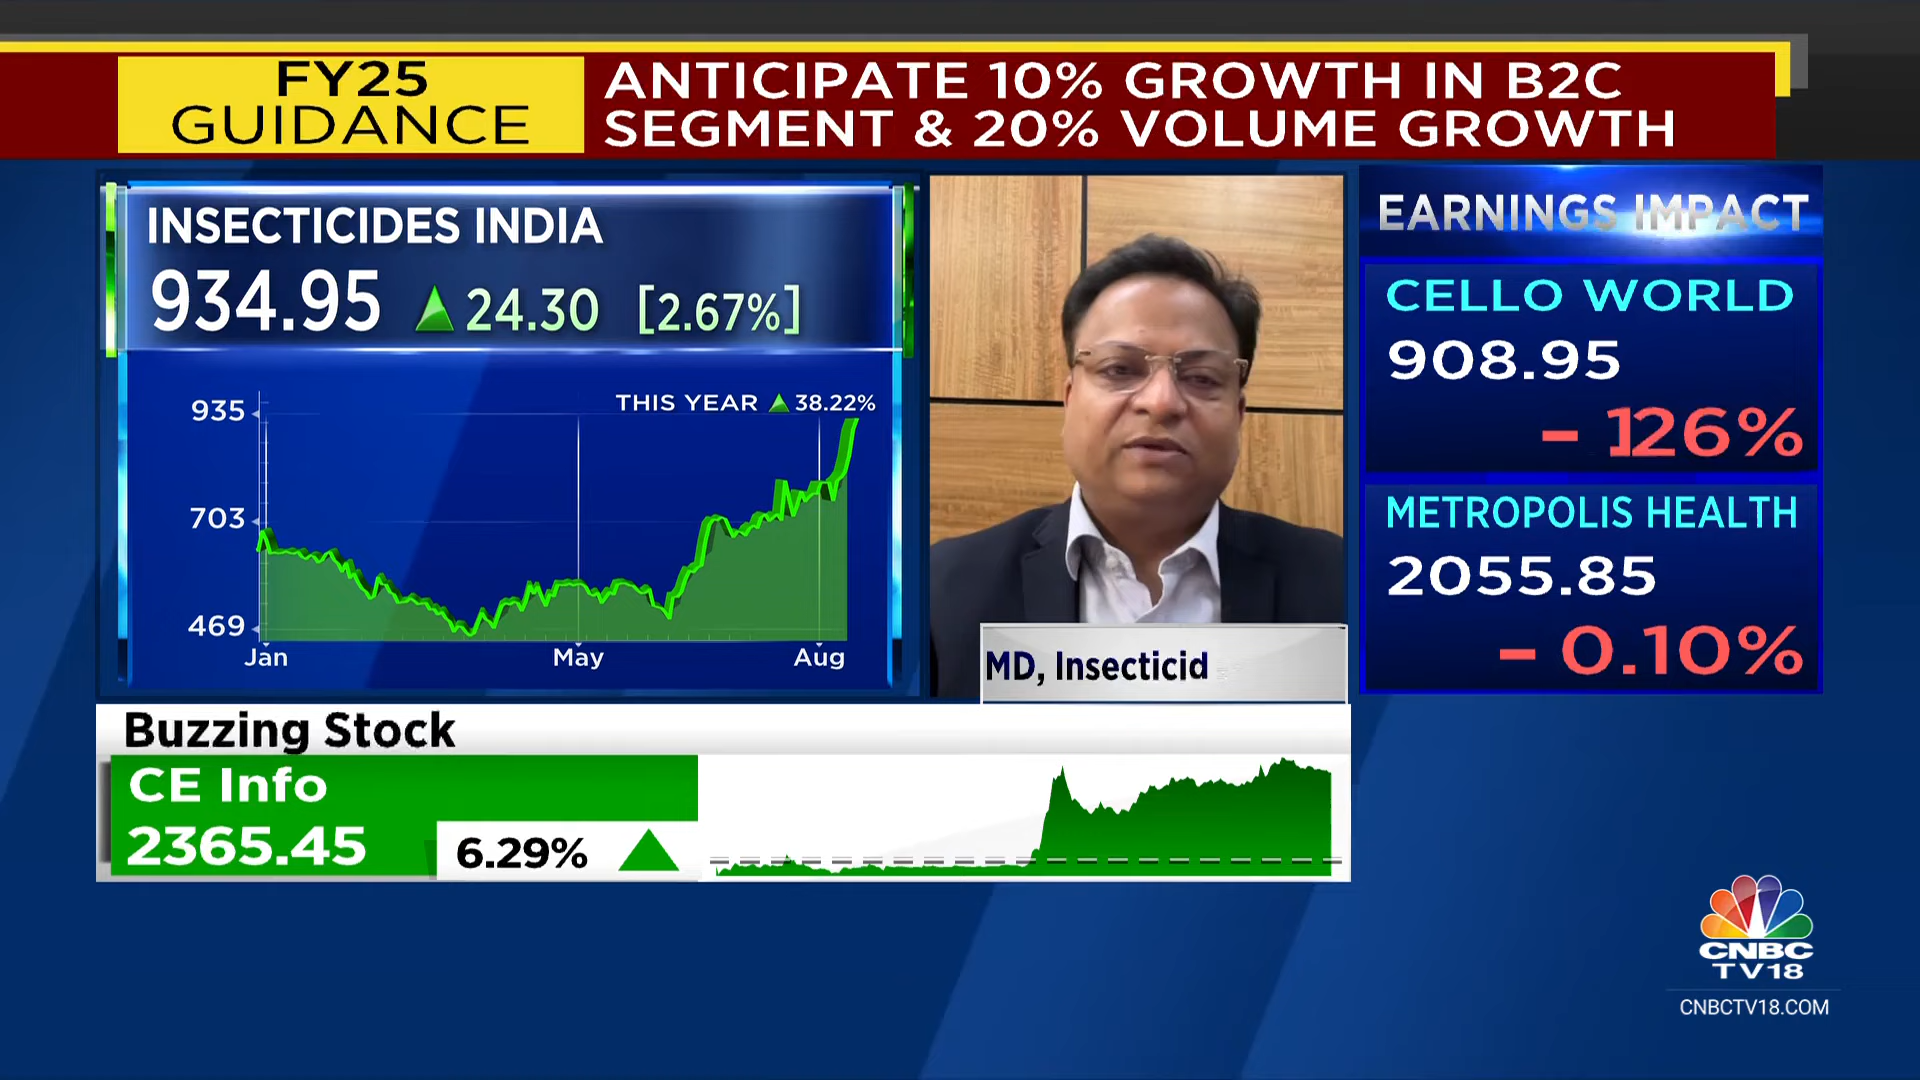 FY25
GUIDANCE
ANTICIPATE 10% GROWTH IN B2C
SEGMENT & 20% VOLUME GROWTH
INSECTICIDES INDIA
934.95 ▲ 24.30 [2.67%]
THIS YEAR ▲ 38.22%
935
703
469
Jan May Aug
MD, Insecticid
EARNINGS IMPACT
CELLO WORLD
908.95
- 126%
METROPOLIS HEALTH
2055.85
- 0.10%
Buzzing Stock
CE Info
2365.45
6.29% ▲
CNBC
TV18
CNBCTV18.COM